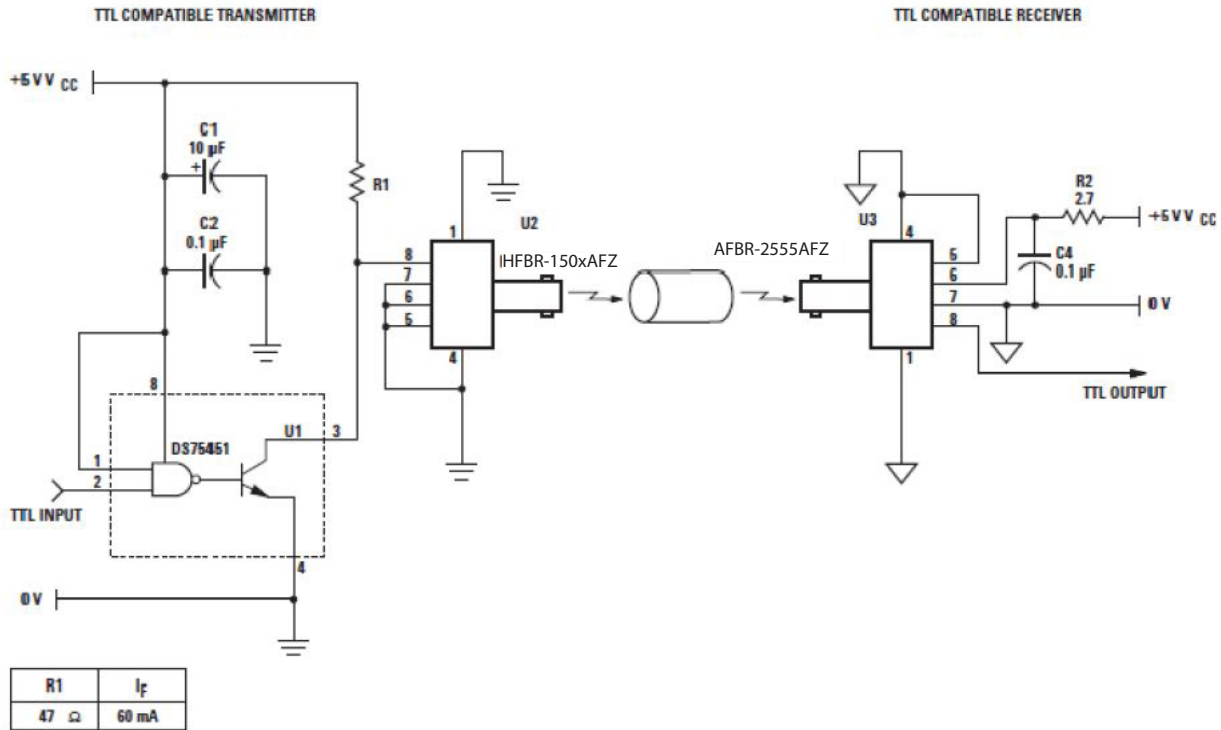 TTL COMPATIBLE TRANSMITTER
TTL COMPATIBLE RECEIVER
+5 V V CC
C1
10 µF
+
R1
C2
0.1 µF
1
U2
8
7
6
5
4
HFBR-150xAFZ
AFBR-2555AFZ
U3
4
5
6
7
8
1
R2
2.7
+5 V V CC
C4
0.1 µF
0 V
TTL OUTPUT
8
U1
3
DS75451
1
2
TTL INPUT
4
0 V
R1 IF
47 Ω 60 mA